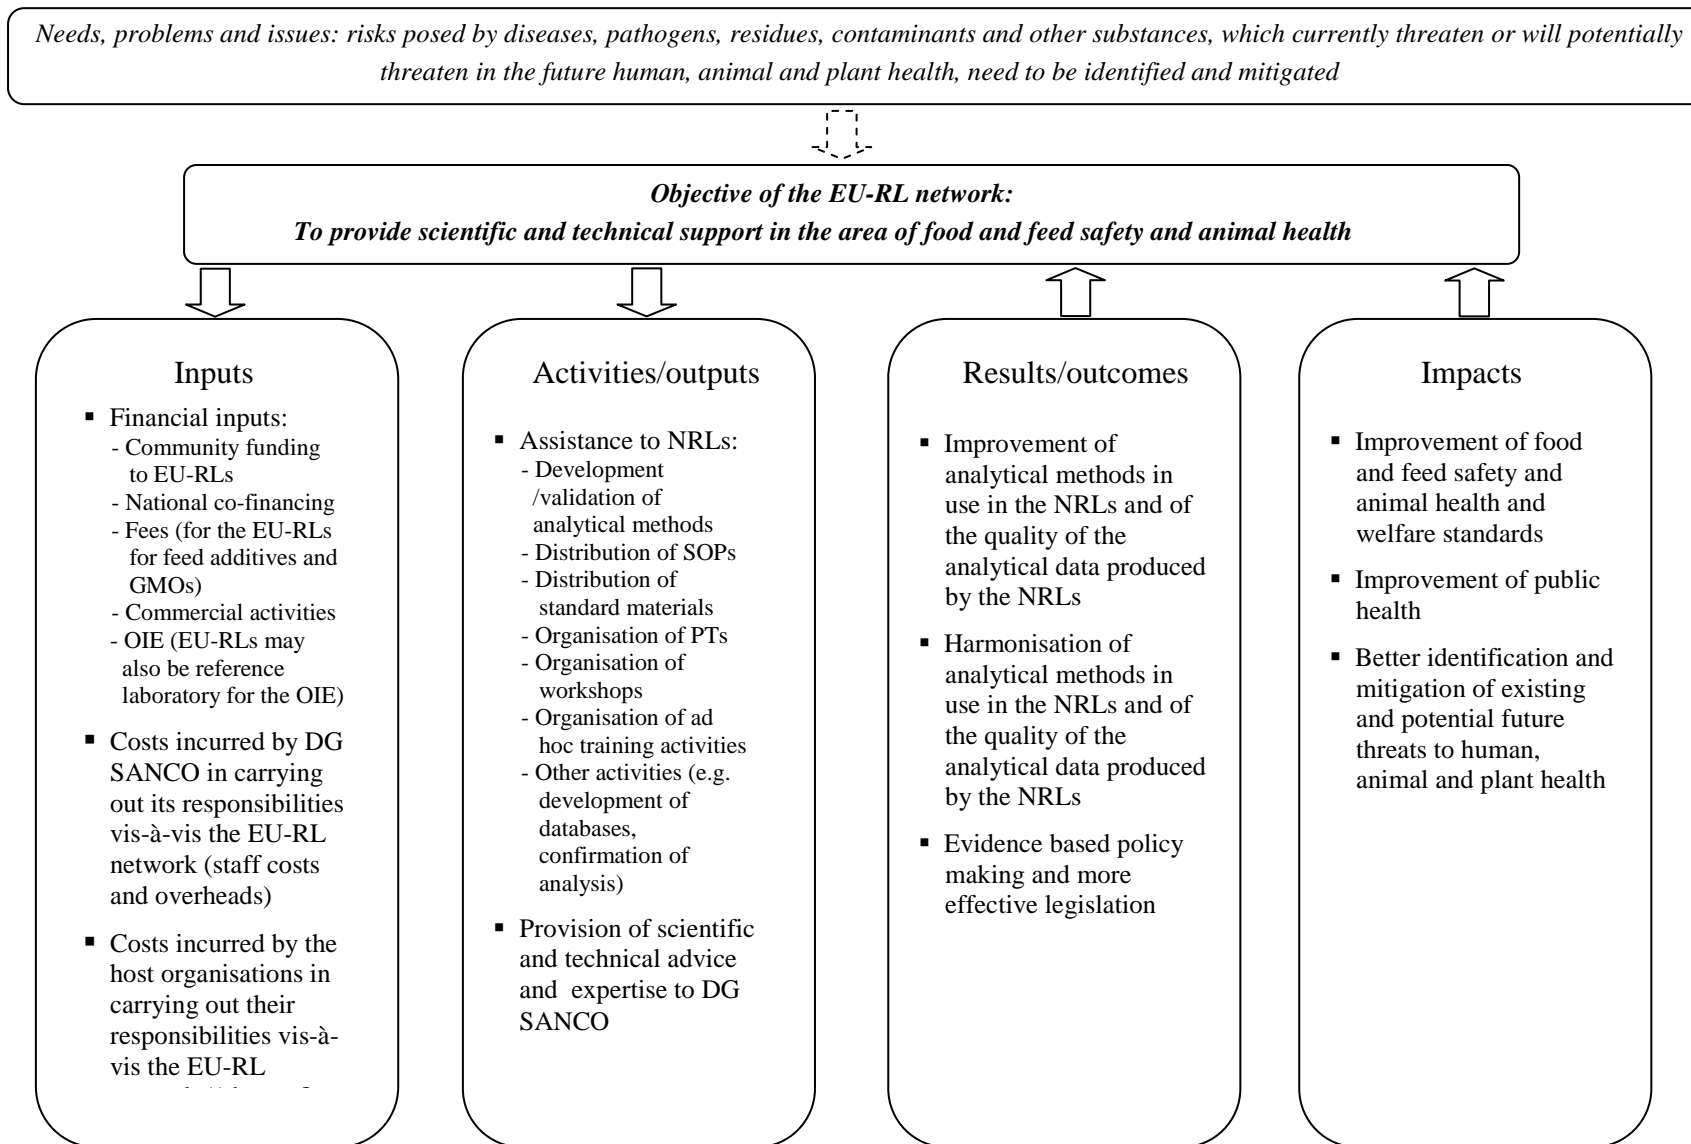 Needs, problems and issues: risks posed by diseases, pathogens, residues, contaminants and other substances, which currently threaten or will potentially
threaten in the future human, animal and plant health, need to be identified and mitigated
Objective of the EU-RL network:
To provide scientific and technical support in the area of food and feed safety and animal health
Inputs
▪ Financial inputs:
- Community funding
to EU-RLs
- National co-financing
- Fees (for the EU-RLs
for feed additives and
GMOs)
- Commercial activities
- OIE (EU-RLs may
also be reference
laboratory for the OIE)
▪ Costs incurred by DG
SANCO in carrying
out its responsibilities
vis-à-vis the EU-RL
network (staff costs
and overheads)
▪ Costs incurred by the
host organisations in
carrying out their
responsibilities vis-à-
vis the EU-RL
Activities/outputs
▪ Assistance to NRLs:
- Development
/validation of
analytical methods
- Distribution of SOPs
- Distribution of
standard materials
- Organisation of PTs
- Organisation of
workshops
- Organisation of ad
hoc training activities
- Other activities (e.g.
development of
databases,
confirmation of
analysis)
▪ Provision of scientific
and technical advice
and expertise to DG
SANCO
Results/outcomes
▪ Improvement of
analytical methods in
use in the NRLs and of
the quality of the
analytical data produced
by the NRLs
▪ Harmonisation of
analytical methods in
use in the NRLs and of
the quality of the
analytical data produced
by the NRLs
▪ Evidence based policy
making and more
effective legislation
Impacts
▪ Improvement of food
and feed safety and
animal health and
welfare standards
▪ Improvement of public
health
▪ Better identification and
mitigation of existing
and potential future
threats to human,
animal and plant health